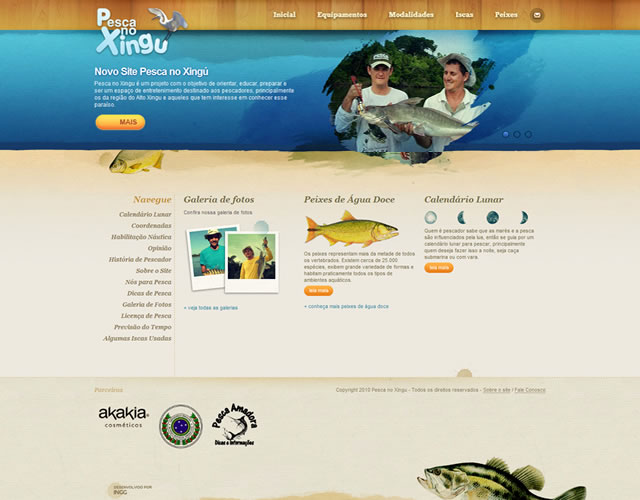 Pesca
no
Xingu
Inicial Equipamentos Modalidades Iscas Peixes
Novo Site Pesca no Xingú
Pesca no Xingu é um projeto com o objetivo de orientar, educar, preparar e
ser um espaço de entretenimento destinado aos pescadores, principalmente
os da região do Alto Xingu e aqueles que tem interesse em conhecer esse
paraíso.
MAIS
Navegue
Calendário Lunar
Coordenadas
Habilitação Náutica
Opinião
História de Pescador
Sobre o Site
Nós para Pesca
Dicas de Pesca
Galeria de Fotos
Licença de Pesca
Precisão do Tempo
Algumas Iscas Usadas
Galeria de fotos
Confira nossa galeria de fotos.
+ veja todas as galerias
Peixes de Água Doce
Os peixes representam mais da metade de todos
os vertebrados. Existem cerca de 25.000
espécies, exibem grande variedade de formas e
habitam praticamente todos os tipos de
ambientes aquáticos.
leia mais
+ conheça mais peixes de água doce
Calendário Lunar
Quem é pescador sabe que as marés e a pesca
são influenciados pela lua, então se guia por um
calendário lunar para pescar, principalmente
quem deseja fazer isso a noite, seja caça
submarina ou com vara.
leia mais
Parceiros
Copyright 2010 Pesca no Xingu - Todos os direitos reservados - Sobre o site | Fale Conosco
akakia
cosméticos
Pesca Amadora
Dicas e Informações
DESENVOLVIDO POR
INGG